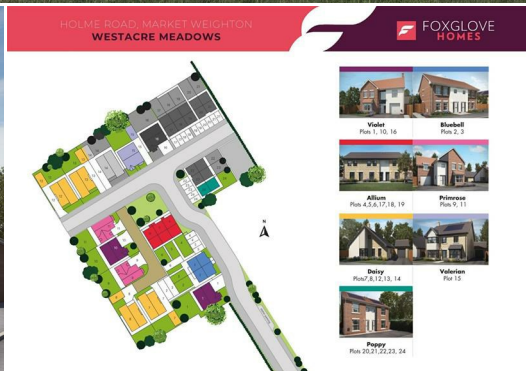 HOLME ROAD, MARKET WEIGHTON
WESTACRE MEADOWS
FOXGLOVE
HOMES
Violet
Plots 1, 10, 16
Bluebell
Plots 2, 3
Allium
Plots 4,5,6,17,18, 19
Primrose
Plots 9, 11
Daisy
Plots7,8,12,13, 14
Valerian
Plot 15
Poppy
Plots 20,21,22,23, 24
N